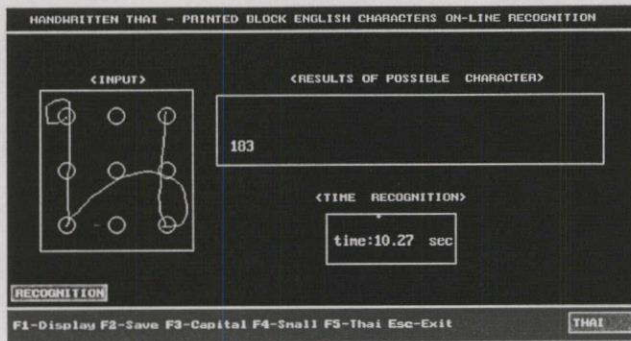 HANDWRITTEN THAI - PRINTED BLOCK ENGLISH CHARACTERS ON-LINE RECOGNITION
<INPUT>
<RESULTS OF POSSIBLE CHARACTER>
183
<TIME RECOGNITION>
time:10.27 sec
RECOGNITION
F1-Display F2-Save F3-Capital F4-Small F5-Thai Esc-Exit
THAI